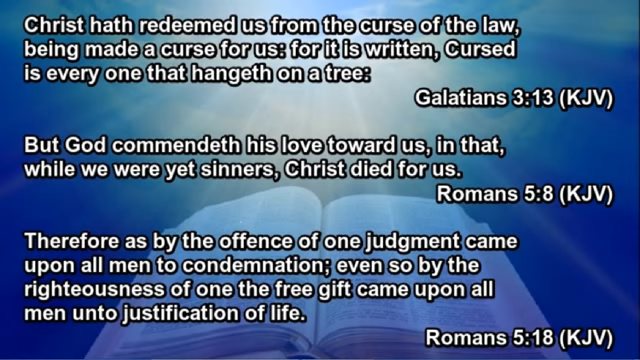 Christ hath redeemed us from the curse of the law,
being made a curse for us: for it is written, Cursed
is every one that hangeth on a tree:
Galatians 3:13 (KJV)
But God commendeth his love toward us, in that,
while we were yet sinners, Christ died for us.
Romans 5:8 (KJV)
Therefore as by the offence of one judgment came
upon all men to condemnation; even so by the
righteousness of one the free gift came upon all
men unto justification of life.
Romans 5:18 (KJV)